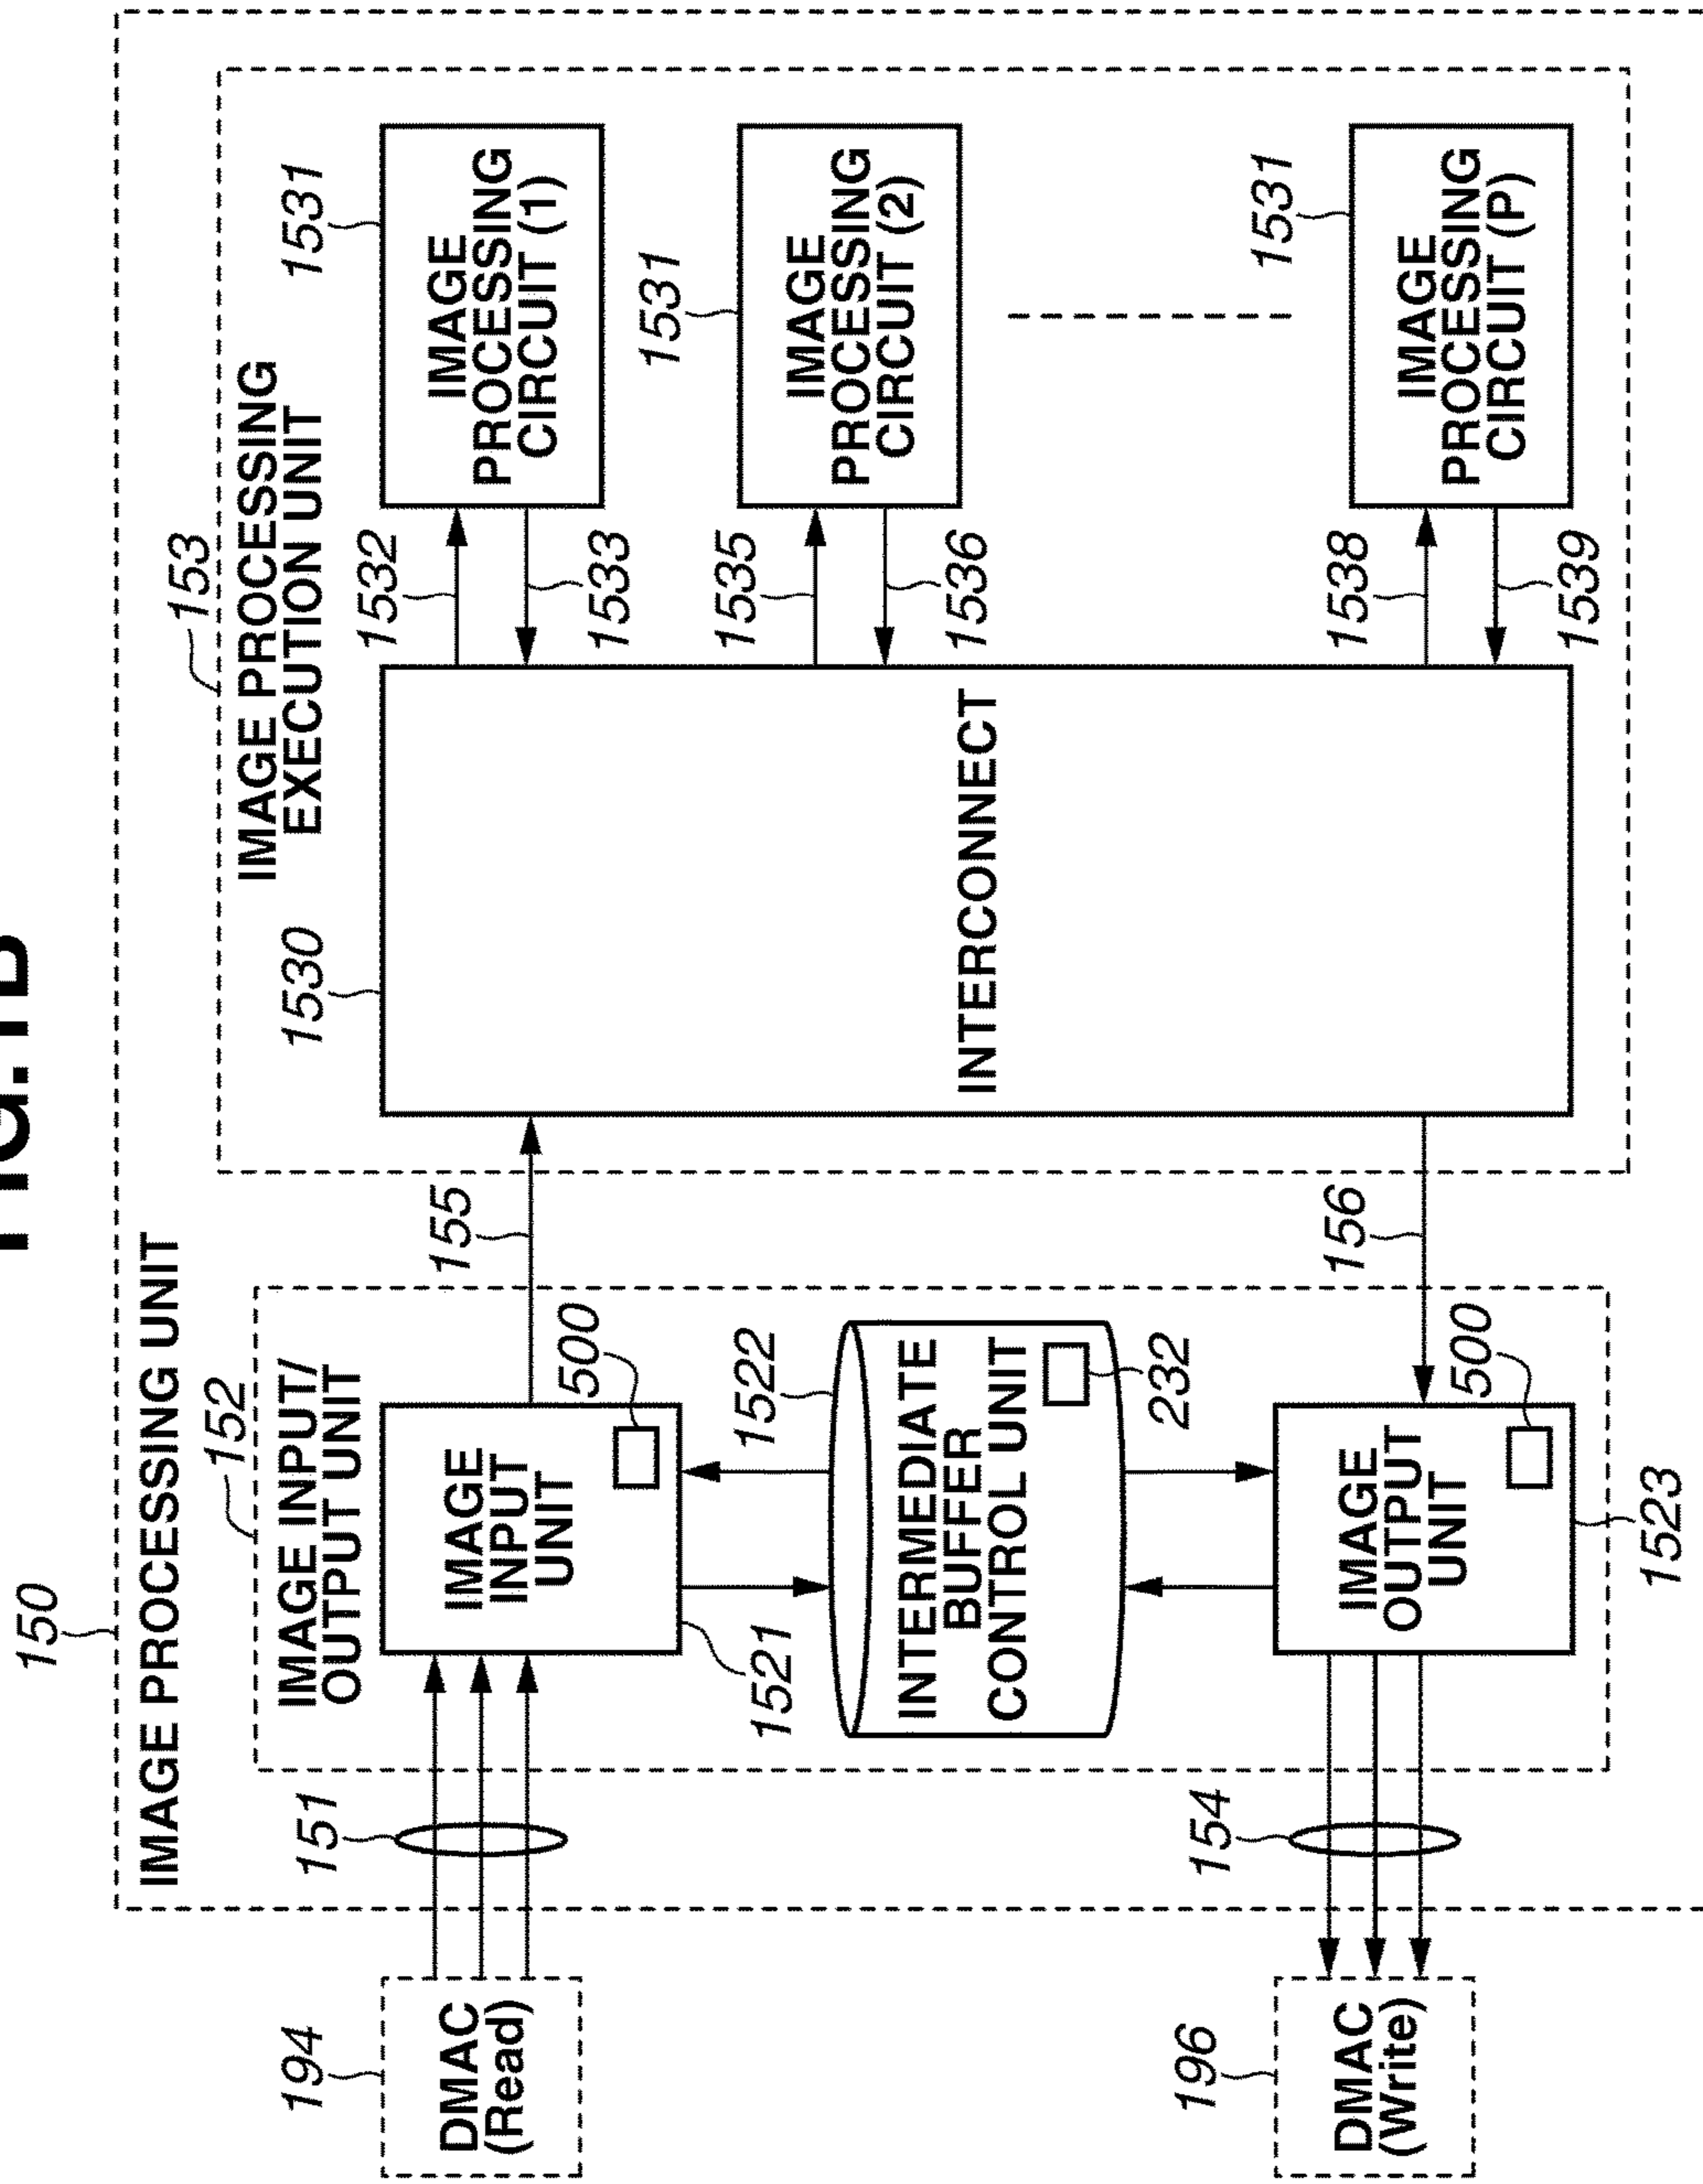 FIG.1B
150
IMAGE PROCESSING UNIT
152
IMAGE INPUT/
OUTPUT UNIT
153
IMAGE PROCESSING
EXECUTION UNIT
194
DMAC
(Read)
151
IMAGE
INPUT
UNIT
500
1521
155
1530
INTERCONNECT
1532
1533
1531
IMAGE
PROCESSING
CIRCUIT (1)
1522
INTERMEDIATE
BUFFER
CONTROL UNIT
232
1535
1536
1531
IMAGE
PROCESSING
CIRCUIT (2)
196
DMAC
(Write)
154
IMAGE
OUTPUT
UNIT
500
1523
156
1538
1539
1531
IMAGE
PROCESSING
CIRCUIT (P)